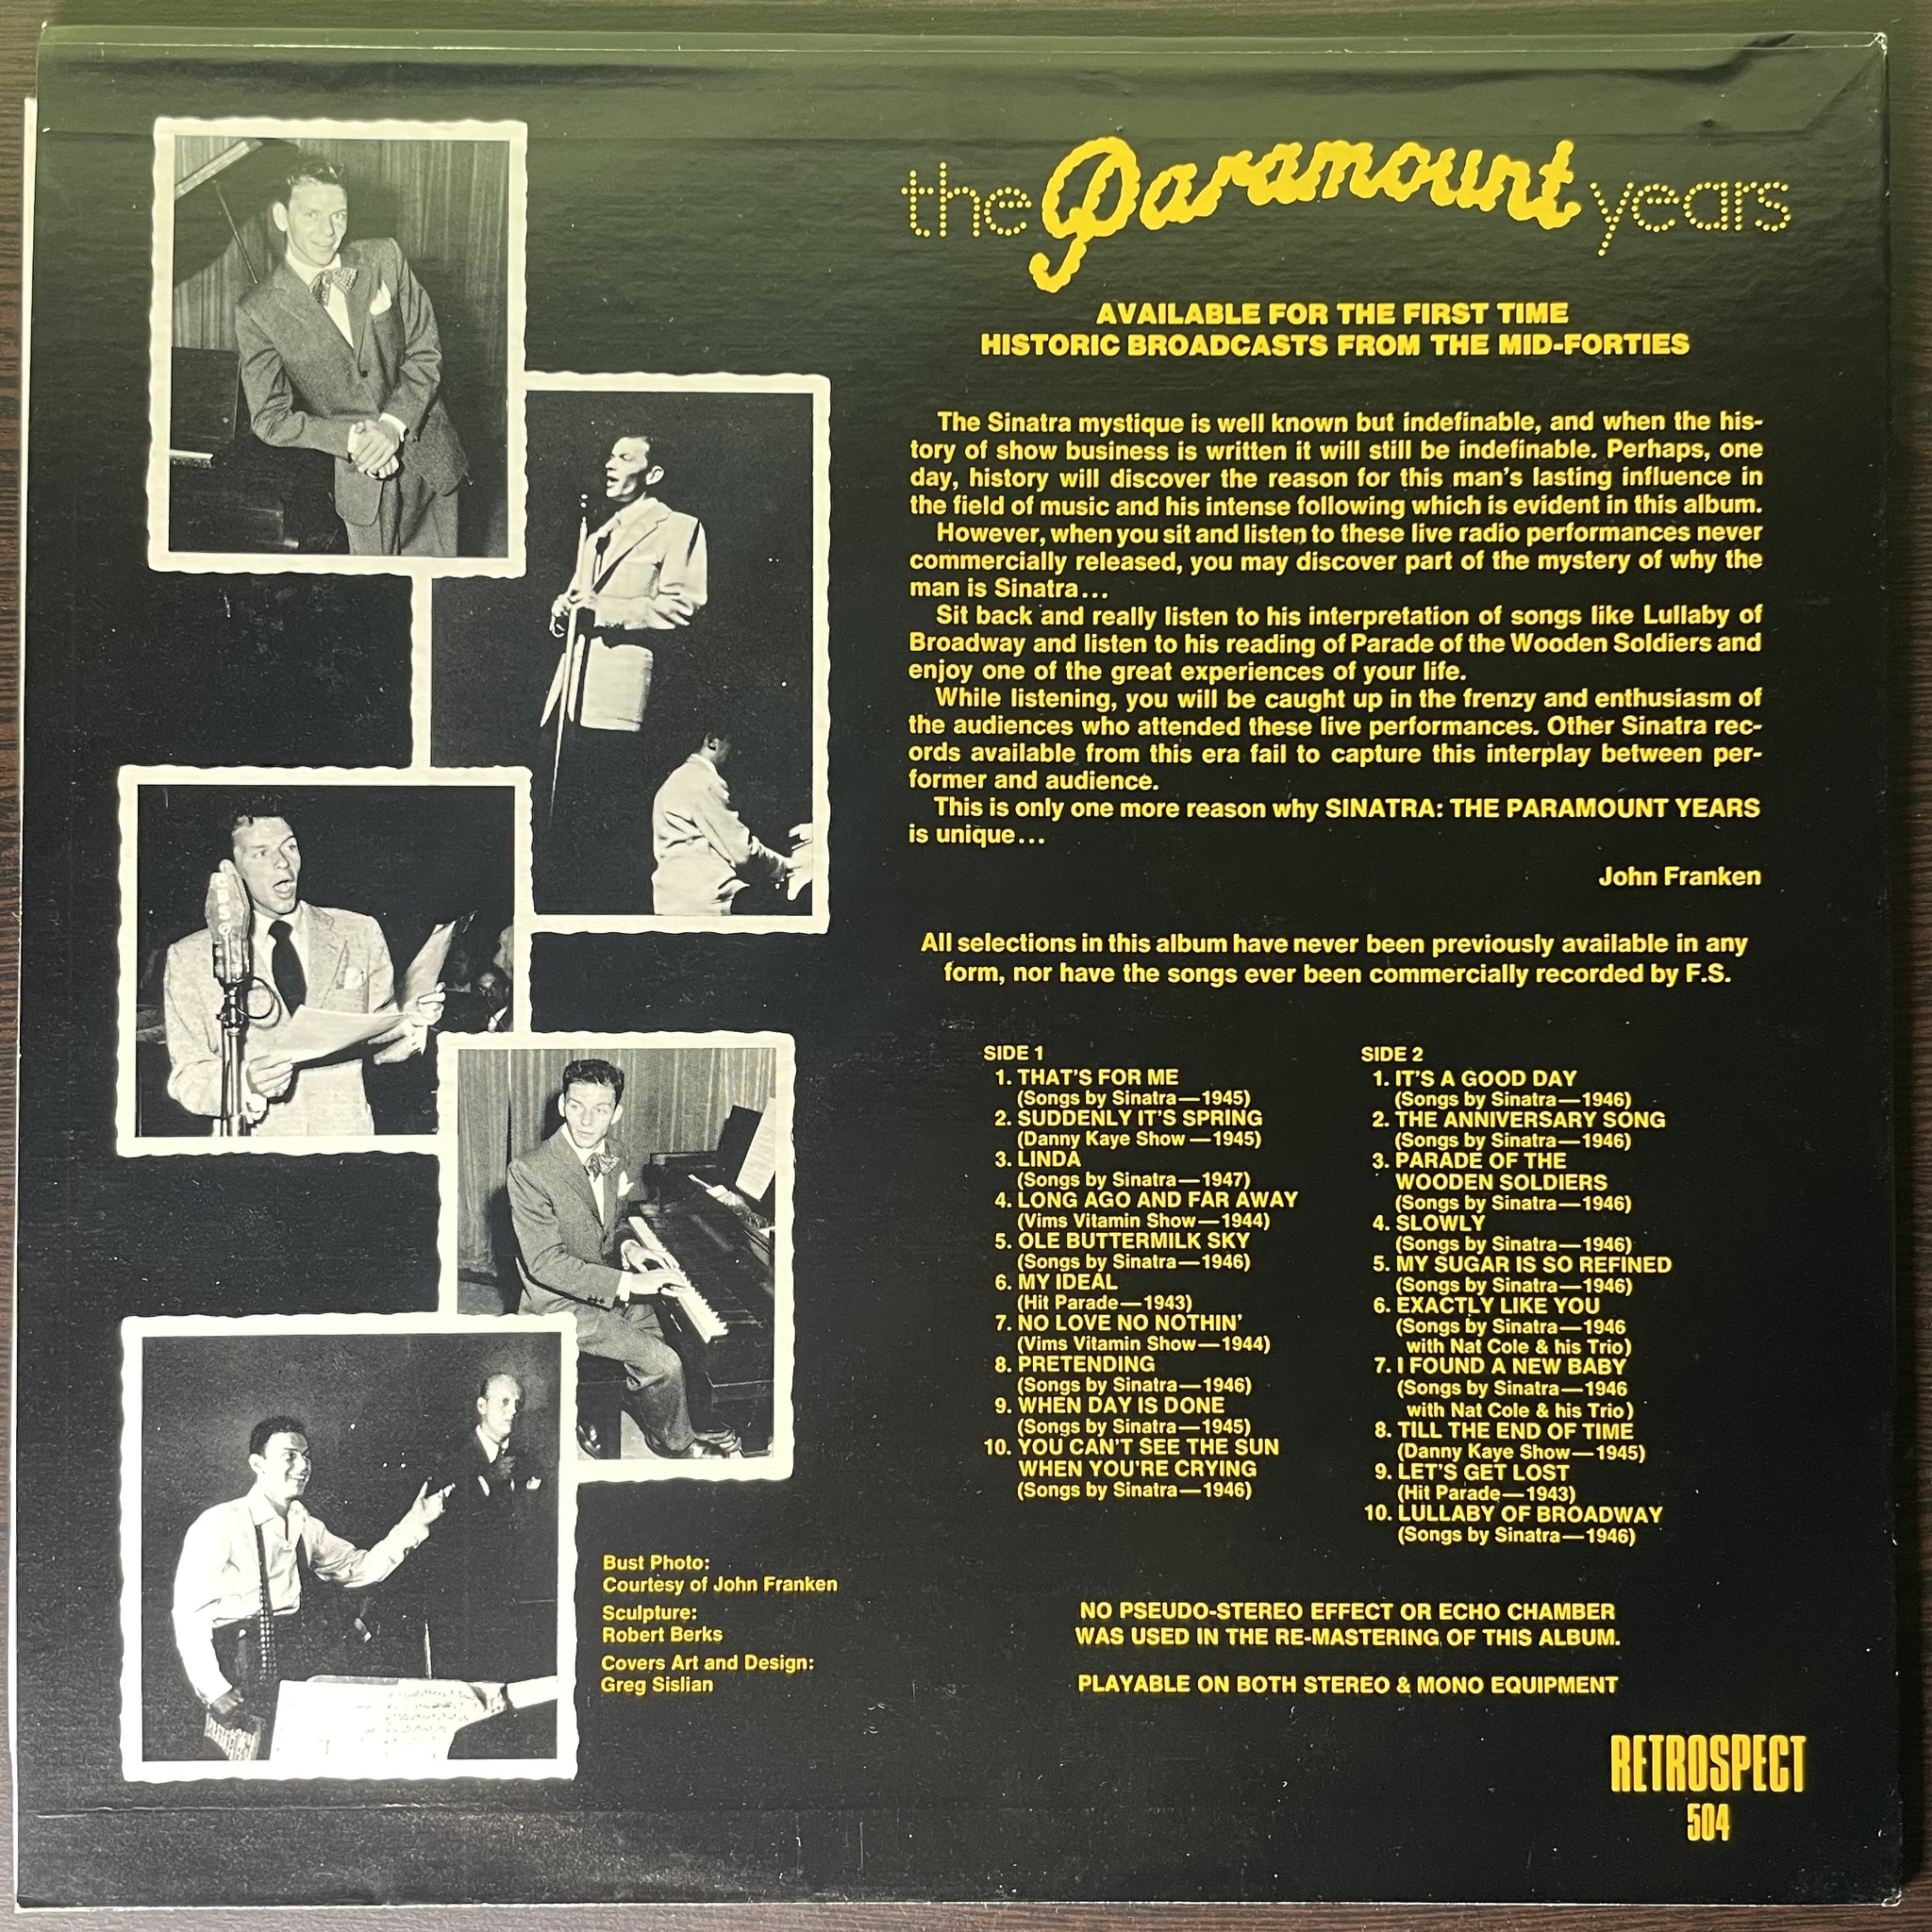 the Paramount years
AVAILABLE FOR THE FIRST TIME
HISTORIC BROADCASTS FROM THE MID-FORTIES
The Sinatra mystique is well known but indefinable, and when the his-
tory of show business is written it will still be indefinable. Perhaps, one
day, history will discover the reason for this man's lasting influence in
the field of music and his intense following which is evident in this album.
However, when you sit and listen to these live radio performances never
commercially released, you may discover part of the mystery of why the
man is Sinatra...
Sit back and really listen to his interpretation of songs like Lullaby of
Broadway and listen to his reading of Parade of the Wooden Soldiers and
enjoy one of the great experiences of your life.
While listening, you will be caught up in the frenzy and enthusiasm of
the audiences who attended these live performances. Other Sinatra rec-
ords available from this era fail to capture this interplay between per-
former and audience.
This is only one more reason why SINATRA: THE PARAMOUNT YEARS
is unique...
John Franken
All selections in this album have never been previously available in any
form, nor have the songs ever been commercially recorded by F.S.
SIDE 1
1. THAT'S FOR ME
(Songs by Sinatra—1945)
2. SUDDENLY IT'S SPRING
(Danny Kaye Show—1945)
3. LINDA
(Songs by Sinatra—1947)
4. LONG AGO AND FAR AWAY
(Vims Vitamin Show—1944)
5. OLE BUTTERMILK SKY
(Songs by Sinatra—1946)
6. MY IDEAL
(Hit Parade—1943)
7. NO LOVE NO NOTHIN'
(Vims Vitamin Show—1944)
8. PRETENDING
(Songs by Sinatra—1946)
9. WHEN DAY IS DONE
(Songs by Sinatra—1945)
10. YOU CAN'T SEE THE SUN
WHEN YOU'RE CRYING
(Songs by Sinatra—1946)
SIDE 2
1. IT'S A GOOD DAY
(Songs by Sinatra—1946)
2. THE ANNIVERSARY SONG
(Songs by Sinatra—1946)
3. PARADE OF THE
WOODEN SOLDIERS
(Songs by Sinatra—1946)
4. SLOWLY
(Songs by Sinatra—1946)
5. MY SUGAR IS SO REFINED
(Songs by Sinatra—1946)
6. EXACTLY LIKE YOU
(Songs by Sinatra—1946
with Nat Cole & his Trio)
7. I FOUND A NEW BABY
(Songs by Sinatra—1946
with Nat Cole & his Trio)
8. TILL THE END OF TIME
(Danny Kaye Show—1945)
9. LET'S GET LOST
(Hit Parade—1943)
10. LULLABY OF BROADWAY
(Songs by Sinatra—1946)
Bust Photo:
Courtesy of John Franken
Sculpture:
Robert Berks
Covers Art and Design:
Greg Sislian
NO PSEUDO-STEREO EFFECT OR ECHO CHAMBER
WAS USED IN THE RE-MASTERING OF THIS ALBUM.
PLAYABLE ON BOTH STEREO & MONO EQUIPMENT
RETROSPECT
504